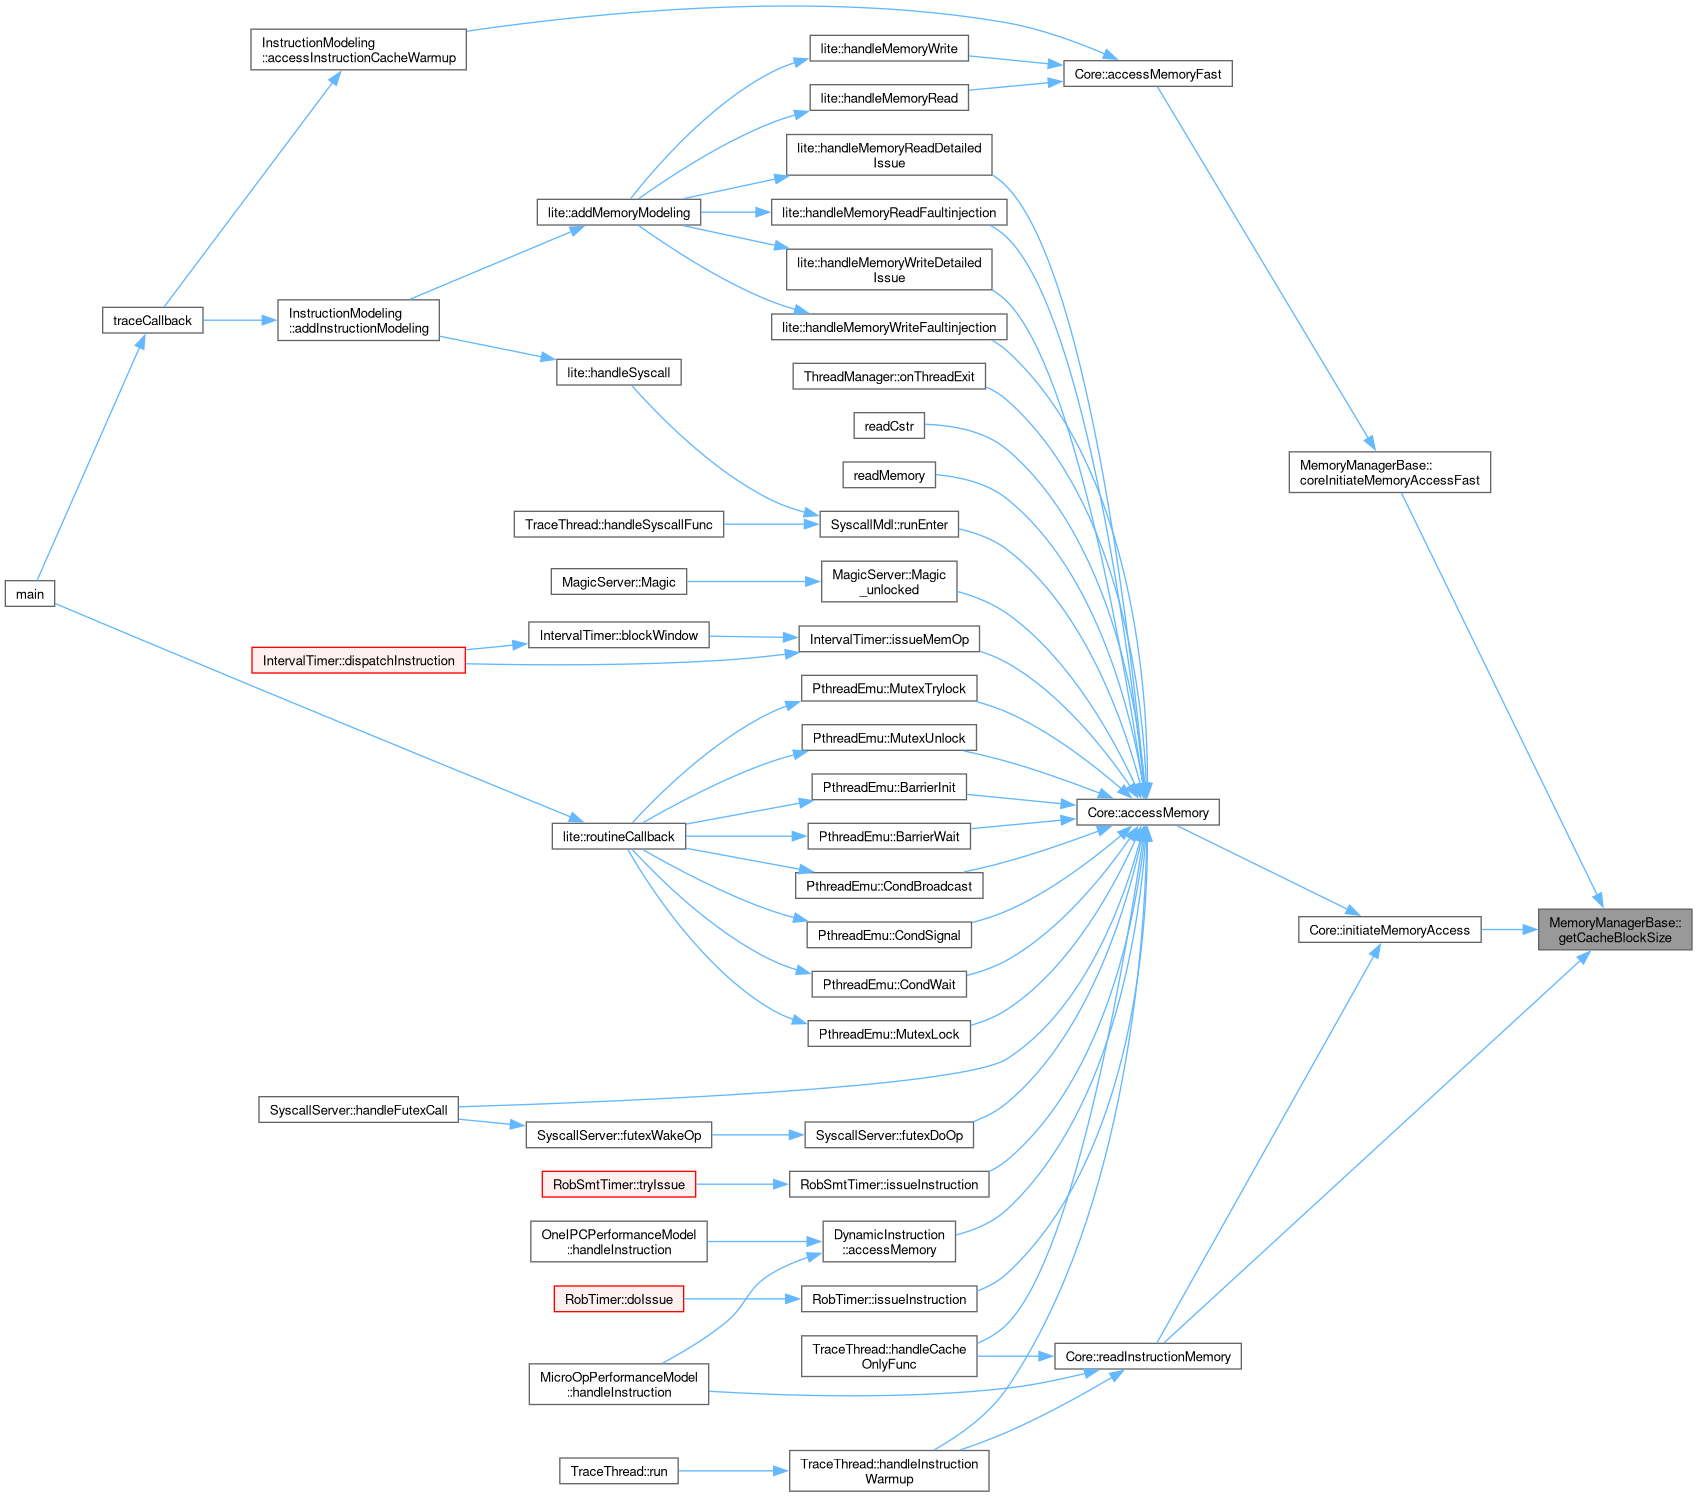 InstructionModeling
::accessInstructionCacheWarmup
lite::handleMemoryWrite
Core::accessMemoryFast
lite::handleMemoryRead
lite::handleMemoryReadDetailed
Issue
lite::addMemoryModeling
lite::handleMemoryReadFaultinjection
lite::handleMemoryWriteDetailed
Issue
traceCallback
InstructionModeling
::addInstructionModeling
lite::handleMemoryWriteFaultinjection
lite::handleSyscall
ThreadManager::onThreadExit
readCstr
readMemory
MemoryManagerBase::
coreInitiateMemoryAccessFast
TraceThread::handleSyscallFunc
SyscallMdl::runEnter
main
MagicServer::Magic
MagicServer::Magic
_unlocked
IntervalTimer::blockWindow
IntervalTimer::issueMemOp
IntervalTimer::dispatchInstruction
PthreadEmu::MutexTrylock
PthreadEmu::MutexUnlock
PthreadEmu::BarrierInit
Core::accessMemory
lite::routineCallback
PthreadEmu::BarrierWait
PthreadEmu::CondBroadcast
PthreadEmu::CondSignal
Core::initiateMemoryAccess
MemoryManagerBase::
getCacheBlockSize
PthreadEmu::CondWait
PthreadEmu::MutexLock
SyscallServer::handleFutexCall
SyscallServer::futexWakeOp
SyscallServer::futexDoOp
RobSmtTimer::tryIssue
RobSmtTimer::issueInstruction
OneIPCPerformanceModel
::handleInstruction
DynamicInstruction
::accessMemory
RobTimer::doIssue
RobTimer::issueInstruction
TraceThread::handleCache
OnlyFunc
Core::readInstructionMemory
MicroOpPerformanceModel
::handleInstruction
TraceThread::run
TraceThread::handleInstruction
Warmup